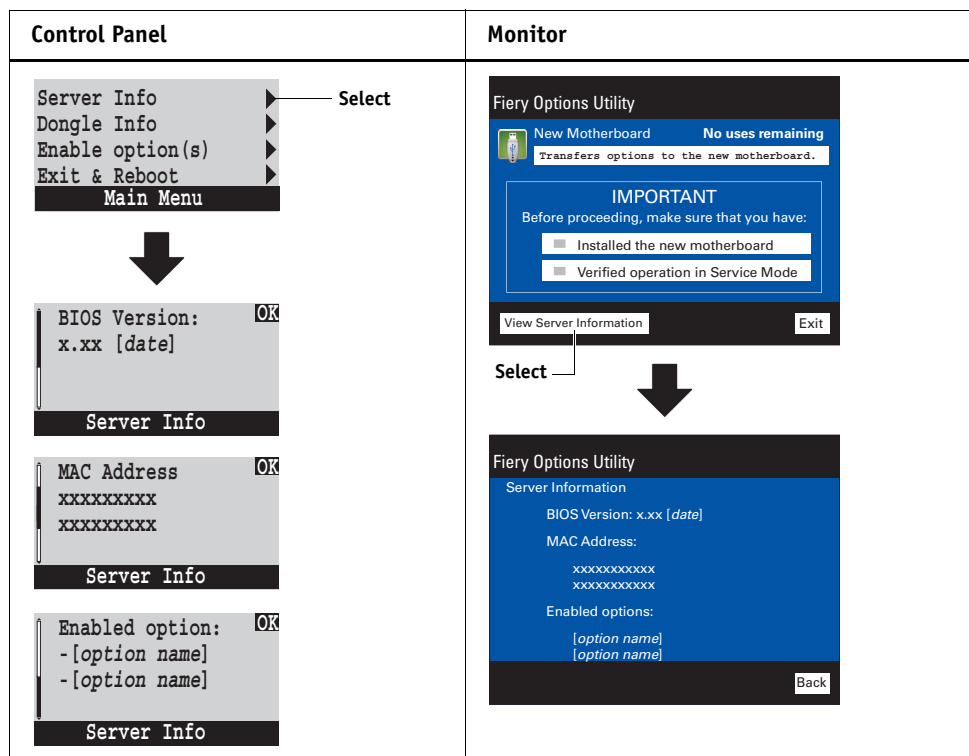 Control Panel
Server Info
Select
Dongle Info
Enable option(s)
Exit & Reboot
Main Menu
BIOS Version:
OK
x.xx [date]
Server Info
MAC Address
OK
xxxxxxxxx
xxxxxxxxx
Server Info
Enabled option:
OK
-[option name]
-[option name]
Server Info
Monitor
Fiery Options Utility
New Motherboard
No uses remaining
Transfers options to the new motherboard.
IMPORTANT
Before proceeding, make sure that you have:
Installed the new motherboard
Verified operation in Service Mode
View Server Information
Exit
Select
Fiery Options Utility
Server Information
BIOS Version: x.xx [date]
MAC Address:
xxxxxxxxxxx
xxxxxxxxxxx
Enabled options:
[option name]
[option name]
Back